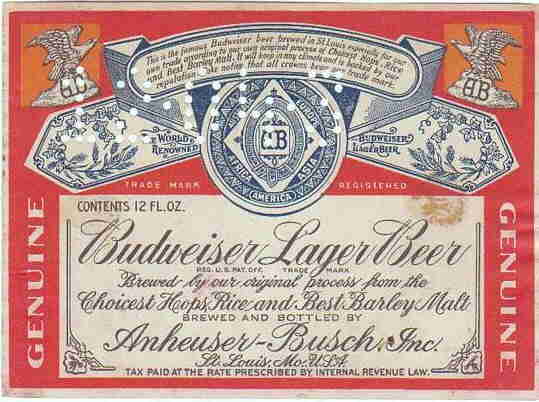 This is the famous Budweiser beer brewed in St Louis especially for our
own trade according to our own original process of Choicest Hops, Rice
and Best Barley Malt. It will keep in any climate and is backed by our
reputation. Take notice that all crowns bear our trade mark.
WORLD
RENOWNED
BUDWEISER
LAGER BEER
EUROPE
AFRICA
ASIA
AMERICA
TRADE MARK
REGISTERED
GENUINE
GENUINE
CONTENTS 12 FL.OZ.
Budweiser Lager Beer
REG. U.S. PAT. OFF. TRADE MARK
Brewed by our original process from the
Choicest Hops, Rice and Best Barley Malt
BREWED AND BOTTLED BY
Anheuser-Busch, Inc.
St. Louis, Mo. U.S.A.
TAX PAID AT THE RATE PRESCRIBED BY INTERNAL REVENUE LAW.